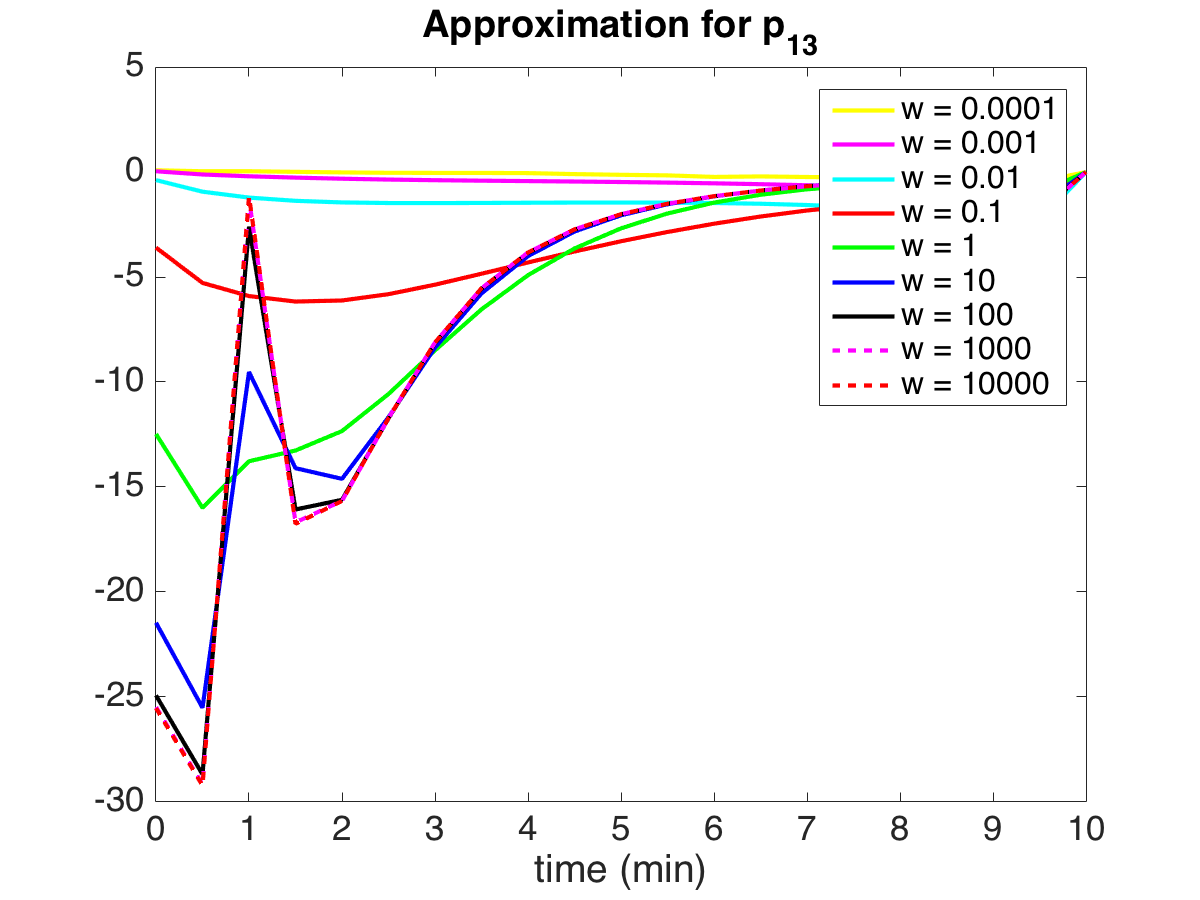 Approximation for p13
5
0
-5
-10
-15
-20
-25
-30
w = 0.0001
w = 0.001
w = 0.01
w = 0.1
w = 1
w = 10
w = 100
w = 1000
w = 10000
0 1 2 3 4 5 6 7 8 9 10
time (min)